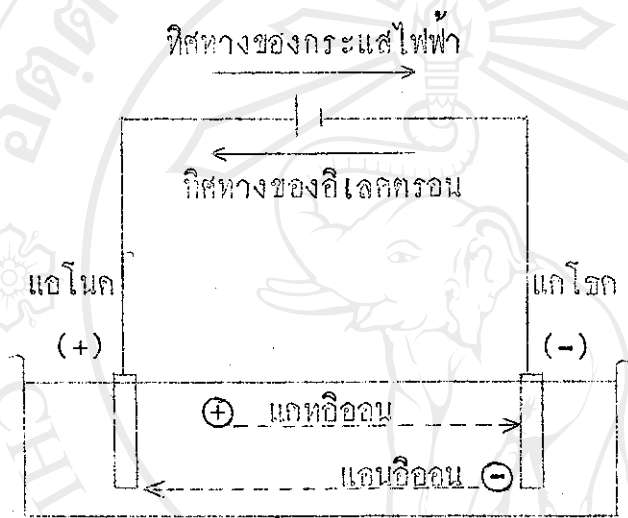 ทิศทางของกระแสไฟฟ้า
ทิศทางของอิเลคตรอน
แอโนด
แคโธด
(+)
(-)
+ แคทอิออน
แอนอิออน -